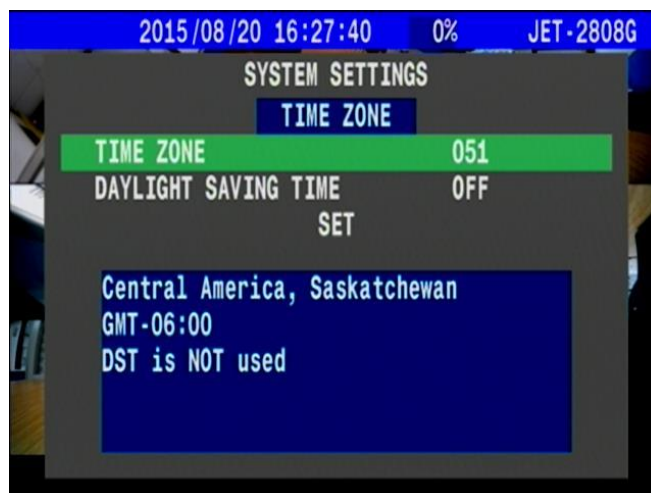 2015/08/20 16:27:40 0% JET-2808G
SYSTEM SETTINGS
TIME ZONE
TIME ZONE 051
DAYLIGHT SAVING TIME OFF
SET
Central America, Saskatchewan
GMT-06:00
DST is NOT used